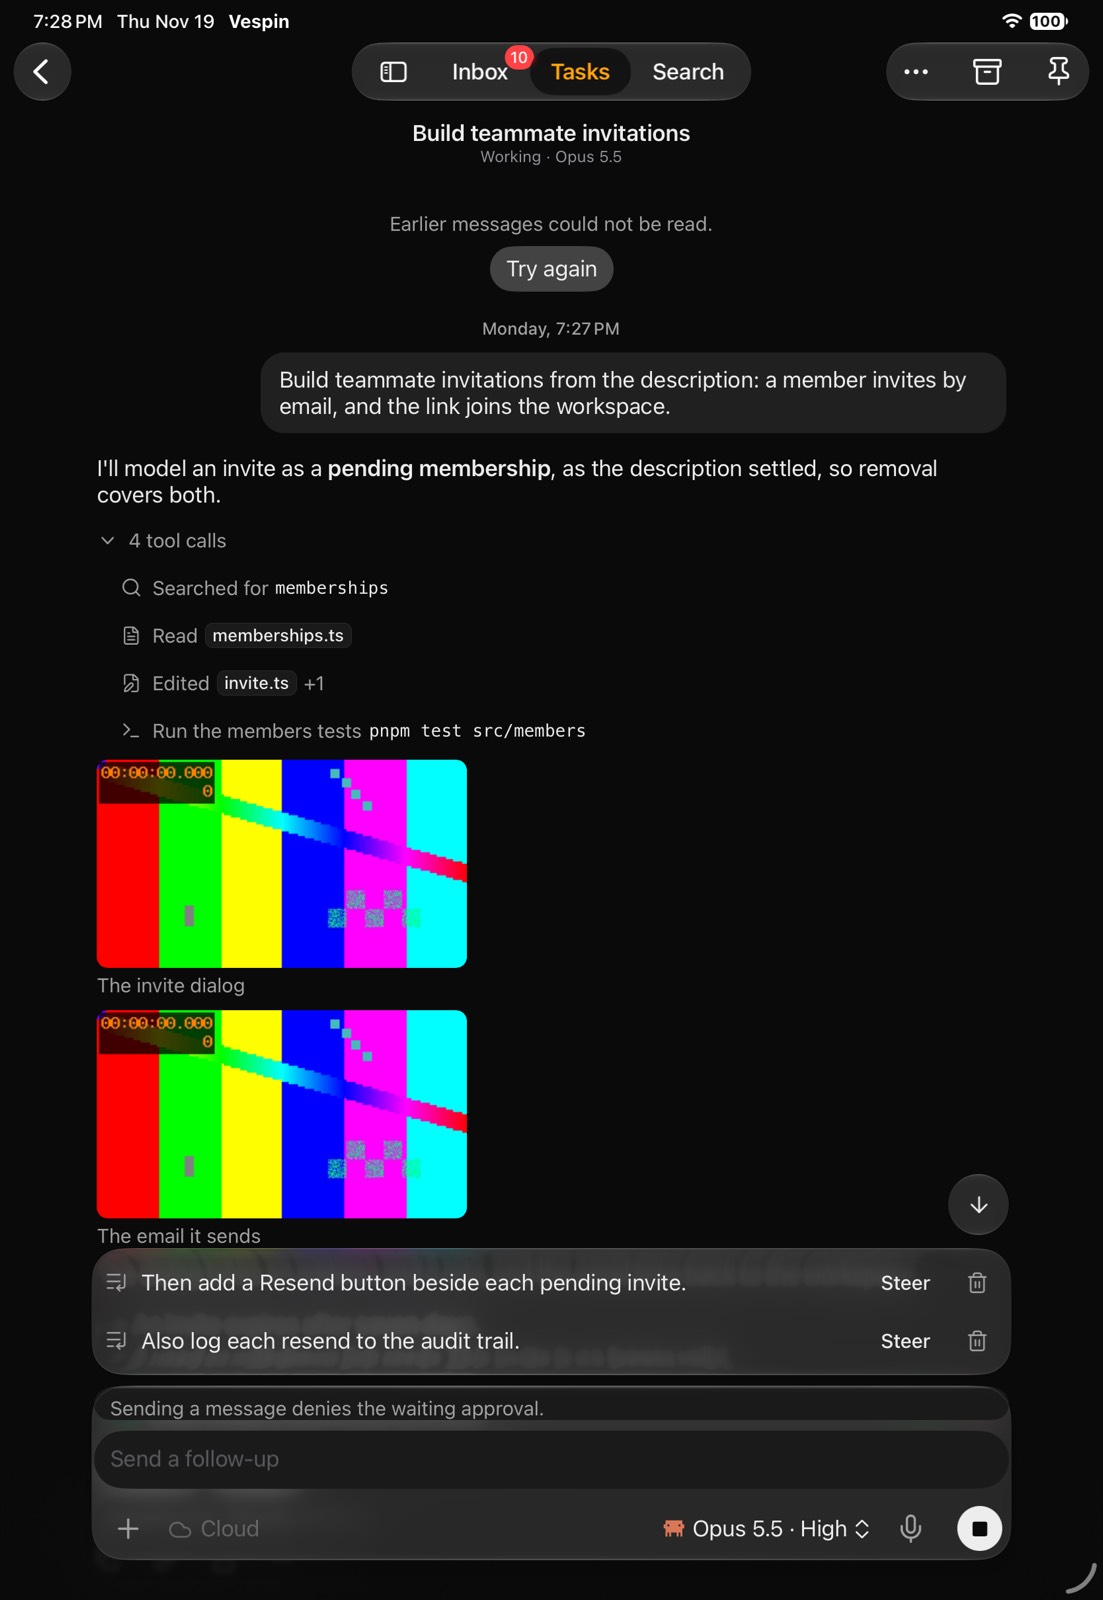 7:28 PM Thu Nov 19 Vespin
100
Inbox
10
Tasks
Search
Build teammate invitations
Working · Opus 5.5
Earlier messages could not be read.
Try again
Monday, 7:27 PM
Build teammate invitations from the description: a member invites by
email, and the link joins the workspace.
I'll model an invite as a pending membership, as the description settled, so removal
covers both.
4 tool calls
Searched for memberships
Read memberships.ts
Edited invite.ts +1
Run the members tests pnpm test src/members
00:00:00.000
0
The invite dialog
00:00:00.000
0
The email it sends
Then add a Resend button beside each pending invite.
Steer
Also log each resend to the audit trail.
Steer
Sending a message denies the waiting approval.
Send a follow-up
Cloud
Opus 5.5 · High